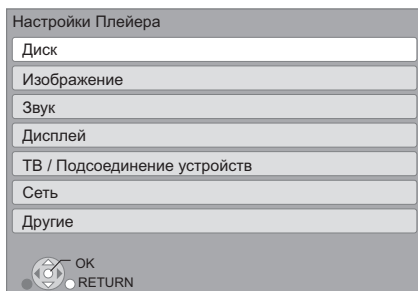 Настройки Плейера
Диск
Изображение
Звук
Дисплей
ТВ / Подсоединение устройств
Сеть
Другие
OK
RETURN